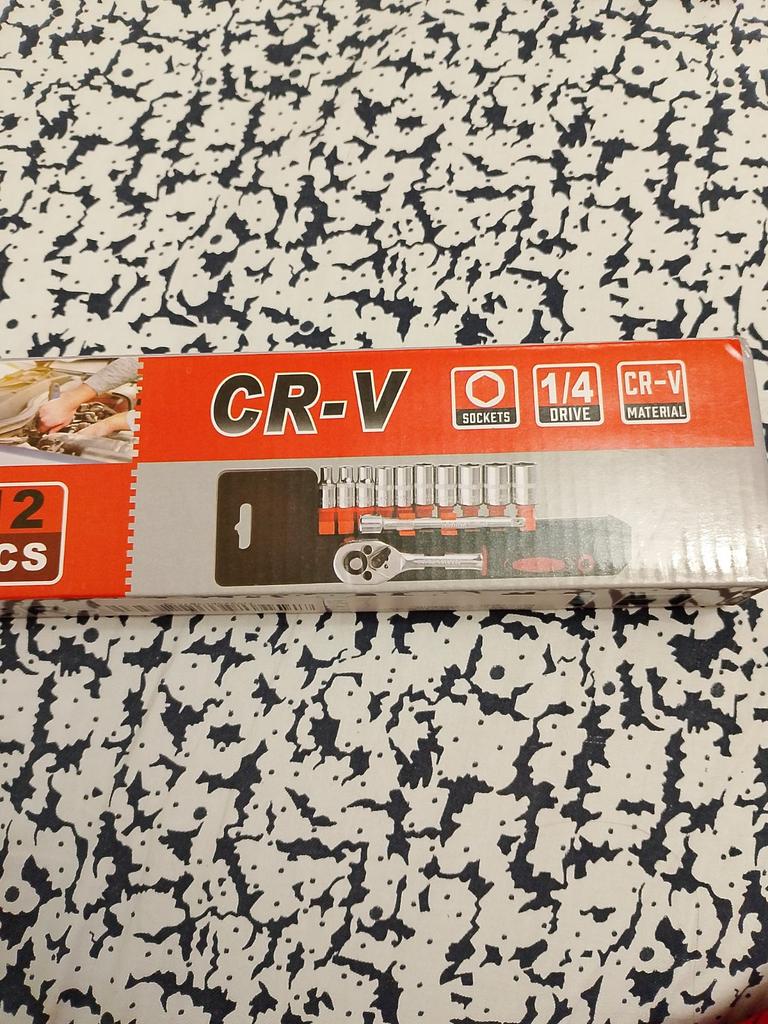 CR-V
SOCKETS
1/4
DRIVE
CR-V
MATERIAL
2
CS